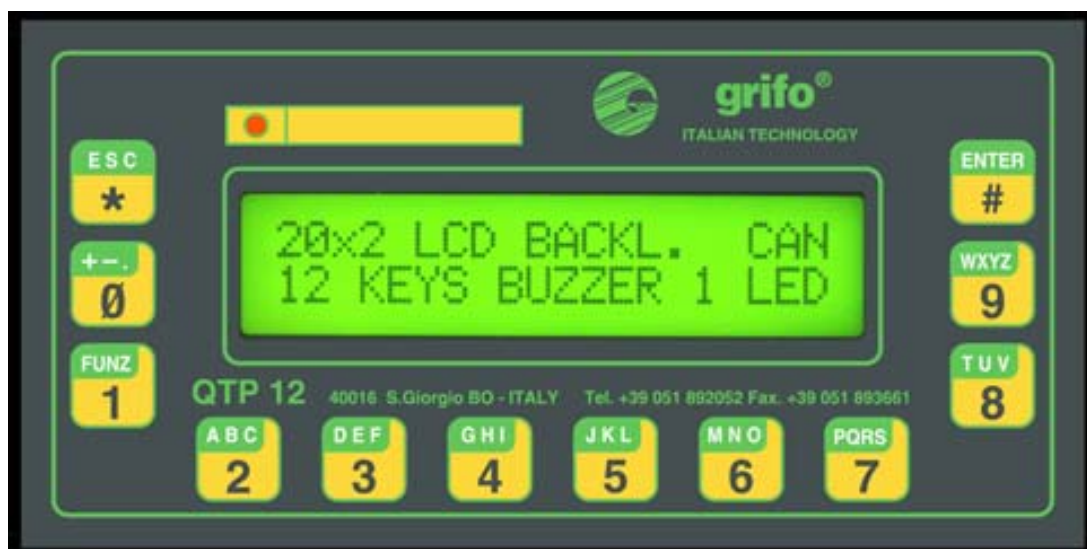 grifo®
ITALIAN TECHNOLOGY
ESC
*
ENTER
#
20x2 LCD BACKL. CAN
12 KEYS BUZZER 1 LED
+-.
0
WXYZ
9
FUNZ
1
TUV
8
QTP 12 40016 S.Giorgio BO - ITALY Tel. +39 051 892052 Fax. +39 051 893661
ABC
2
DEF
3
GHI
4
JKL
5
MNO
6
PQRS
7